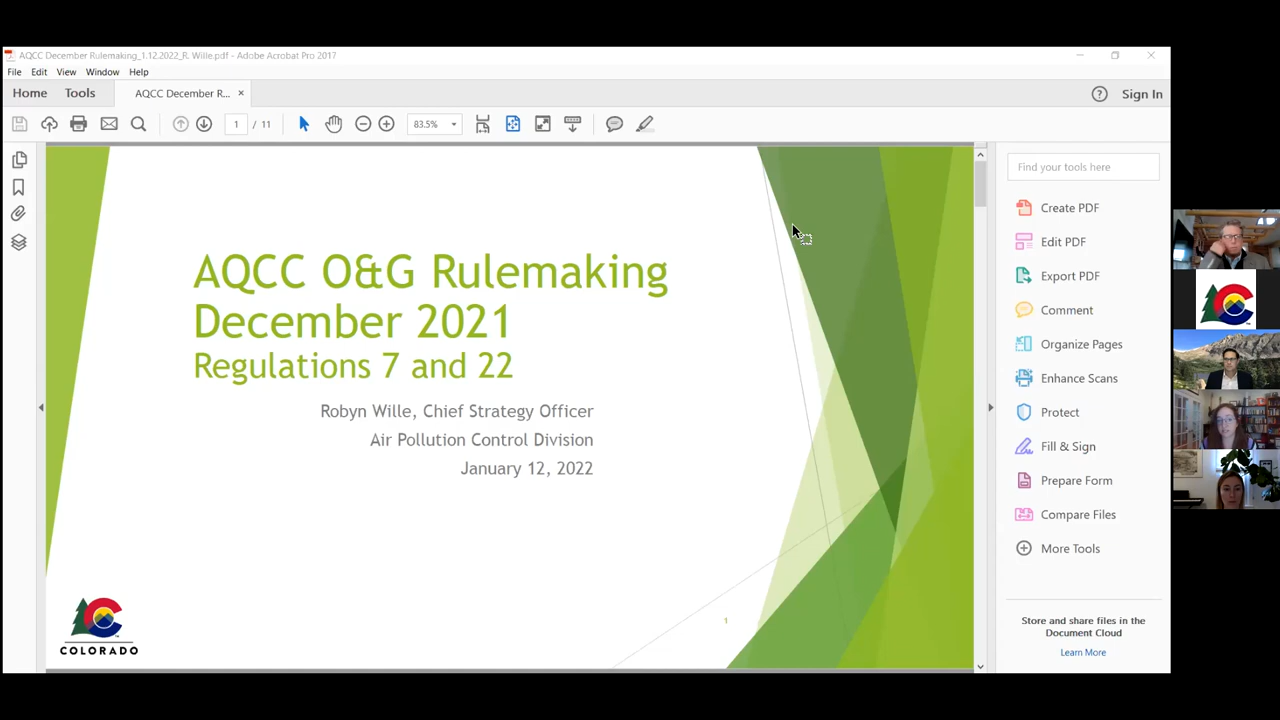 AQCC December Rulemaking_1.12.2022_R. Wille.pdf - Adobe Acrobat Pro 2017
File Edit View Window Help
Home Tools AQCC December R... × Sign In
1 / 11 83.5%
AQCC O&G Rulemaking
December 2021
Regulations 7 and 22
Robyn Wille, Chief Strategy Officer
Air Pollution Control Division
January 12, 2022
1
COLORADO
Find your tools here
Create PDF
Edit PDF
Export PDF
Comment
Organize Pages
Enhance Scans
Protect
Fill & Sign
Prepare Form
Compare Files
More Tools
Store and share files in the
Document Cloud
Learn More